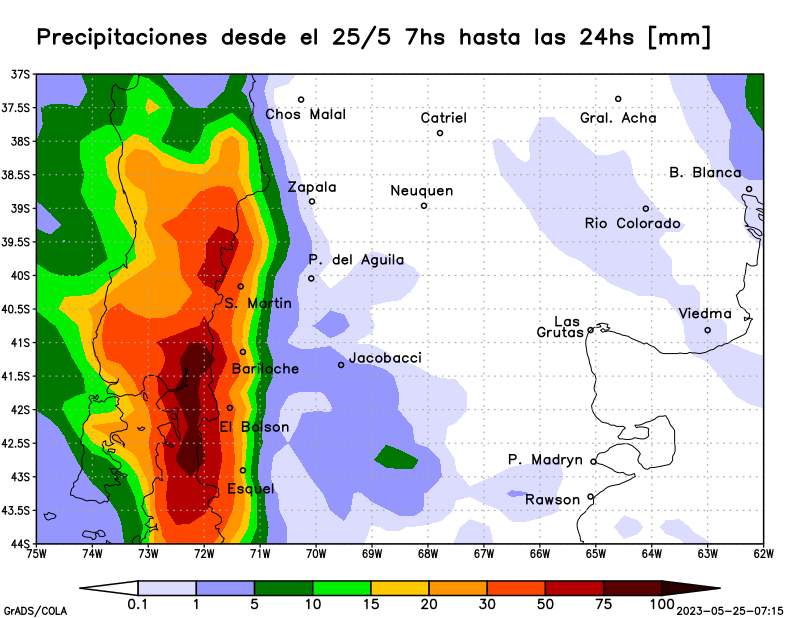 Precipitaciones desde el 25/5 7hs hasta las 24hs [mm]
37S
37.5S
38S
38.5S
39S
39.5S
40S
40.5S
41S
41.5S
42S
42.5S
43S
43.5S
44S
Chos Malal
Catriel
Gral. Acha
B. Blanca
Zapala
Neuquen
Rio Colorado
P. del Aguila
S. Martin
Viedma
Las
Grutas
Jacobacci
Bariloche
El Bolson
P. Madryn
Esquel
Rawson
75W 74W 73W 72W 71W 70W 69W 68W 67W 66W 65W 64W 63W 62W
0.1 1 5 10 15 20 30 50 75 100
GrADS/COLA
2023-05-25-07:15